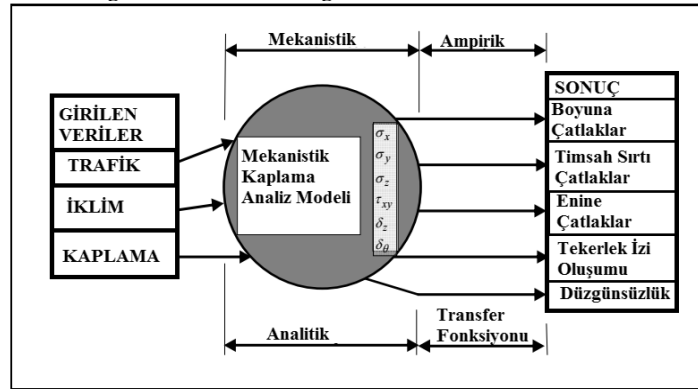 Mekanistik
Ampirik
GİRİLEN
VERİLER
TRAFİK
İKLİM
KAPLAMA
Mekanistik
Kaplama
Analiz Modeli
σx
σy
σz
τxy
δz
δθ
SONUÇ
Boyuna
Çatlaklar
Timsah Sırtı
Çatlaklar
Enine
Çatlaklar
Tekerlek İzi
Oluşumu
Düzgünsüzlük
Analitik
Transfer
Fonksiyonu